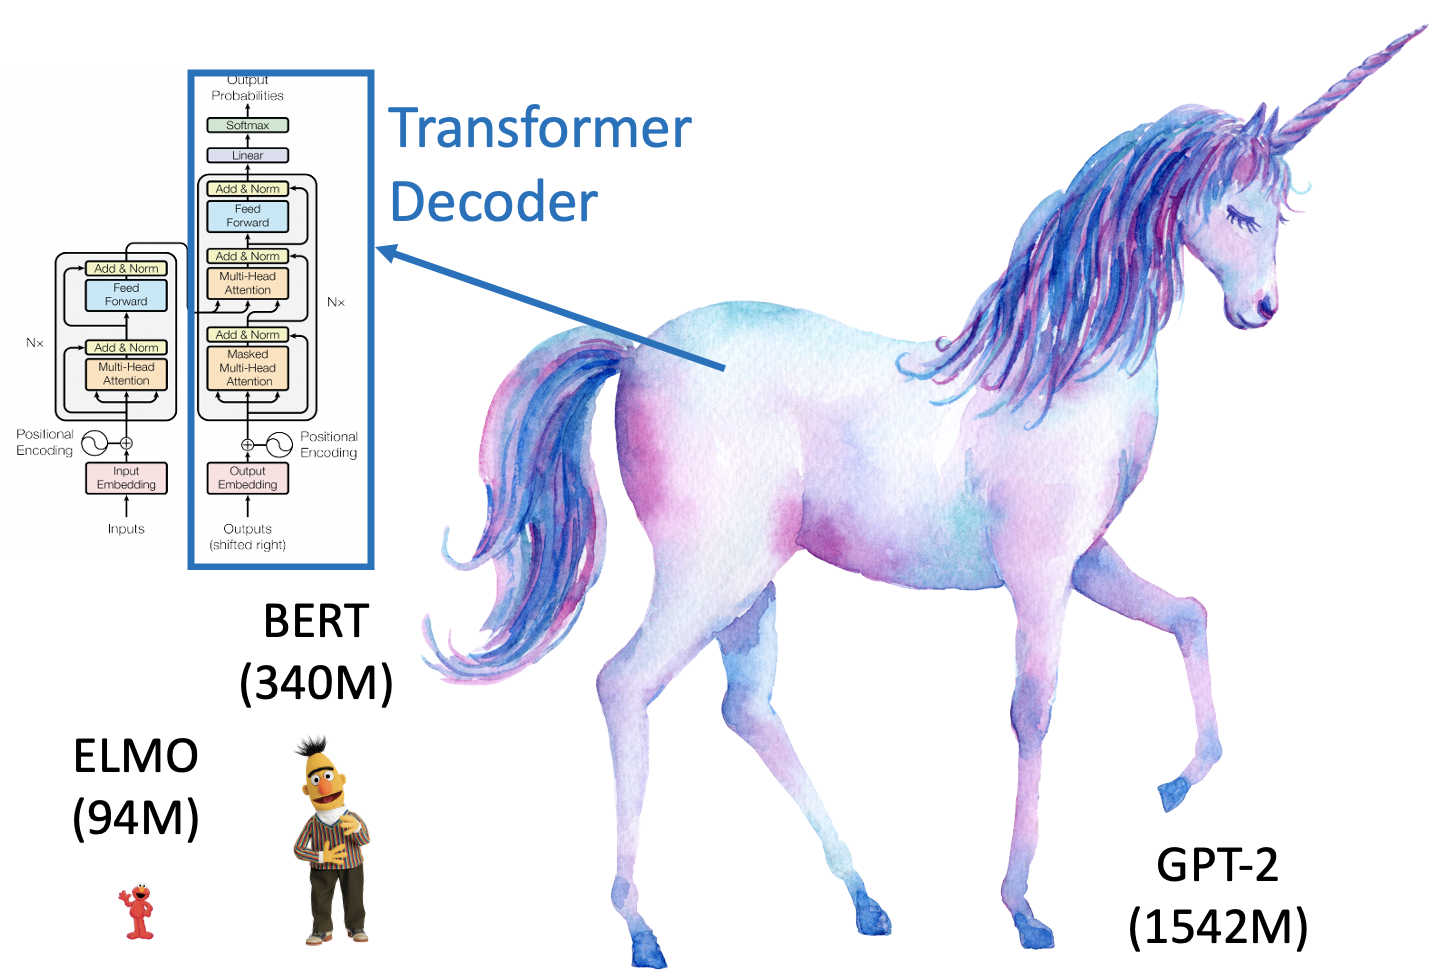 Output
Probabilities
Softmax
Linear
Add & Norm
Feed
Forward
Add & Norm
Multi-Head
Attention
Add & Norm
Masked
Multi-Head
Attention
N×
Positional
Encoding
Output
Embedding
Outputs
(shifted right)
Add & Norm
Feed
Forward
Add & Norm
Multi-Head
Attention
N×
Positional
Encoding
Input
Embedding
Inputs
Transformer
Decoder
BERT
(340M)
ELMO
(94M)
GPT-2
(1542M)